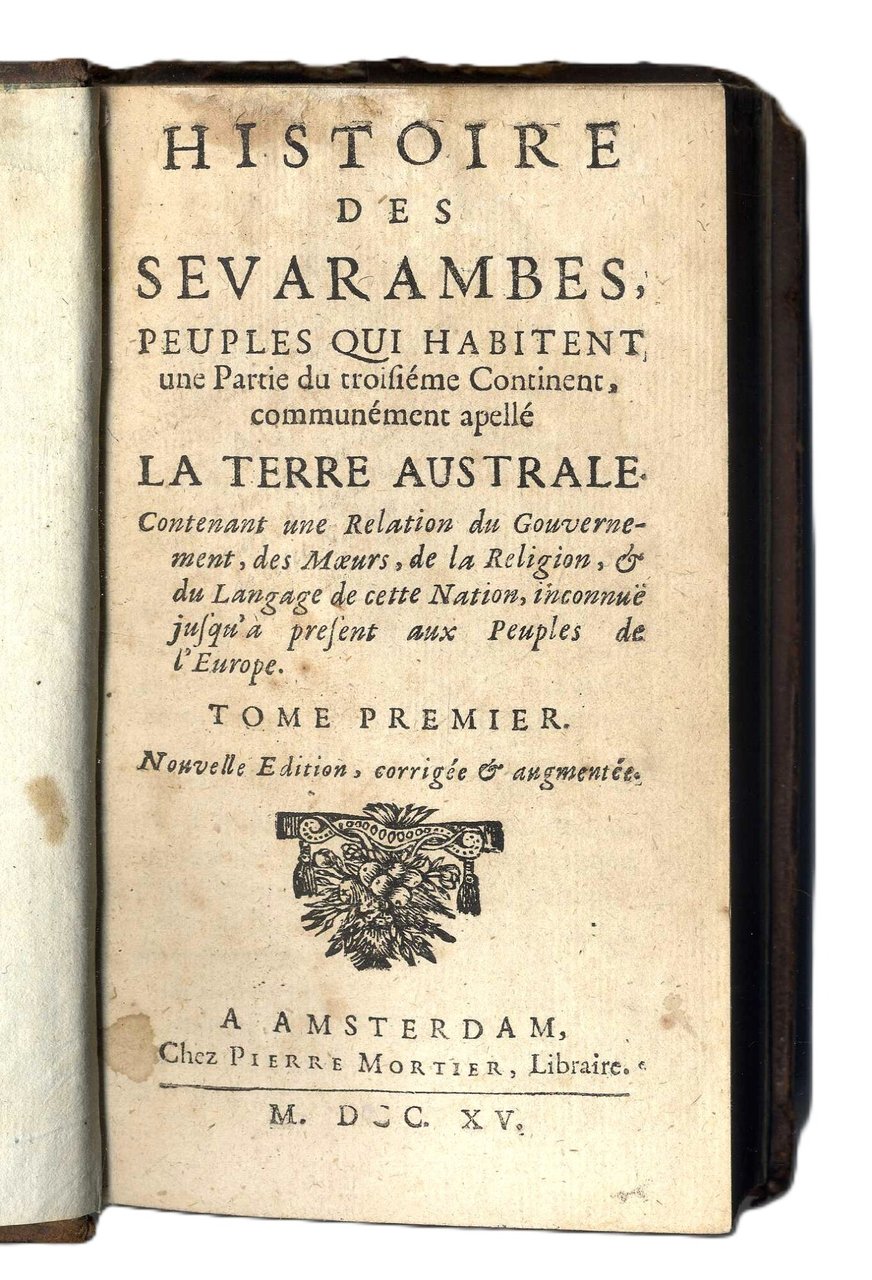 HISTOIRE
DES
SEVARAMBES,
PEUPLES QUI HABITENT
une Partie du troiſiéme Continent,
communément apellé
LA TERRE AUSTRALE.
Contenant une Relation du Gouverne-
ment, des Mœurs, de la Religion, &
du Langage de cette Nation, inconnuë
juſqu'à preſent aux Peuples de
l'Europe.
TOME PREMIER.
Nouvelle Edition, corrigée & augmentée.
A AMSTERDAM,
Chez PIERRE MORTIER, Libraire.
M. DCC. XV.